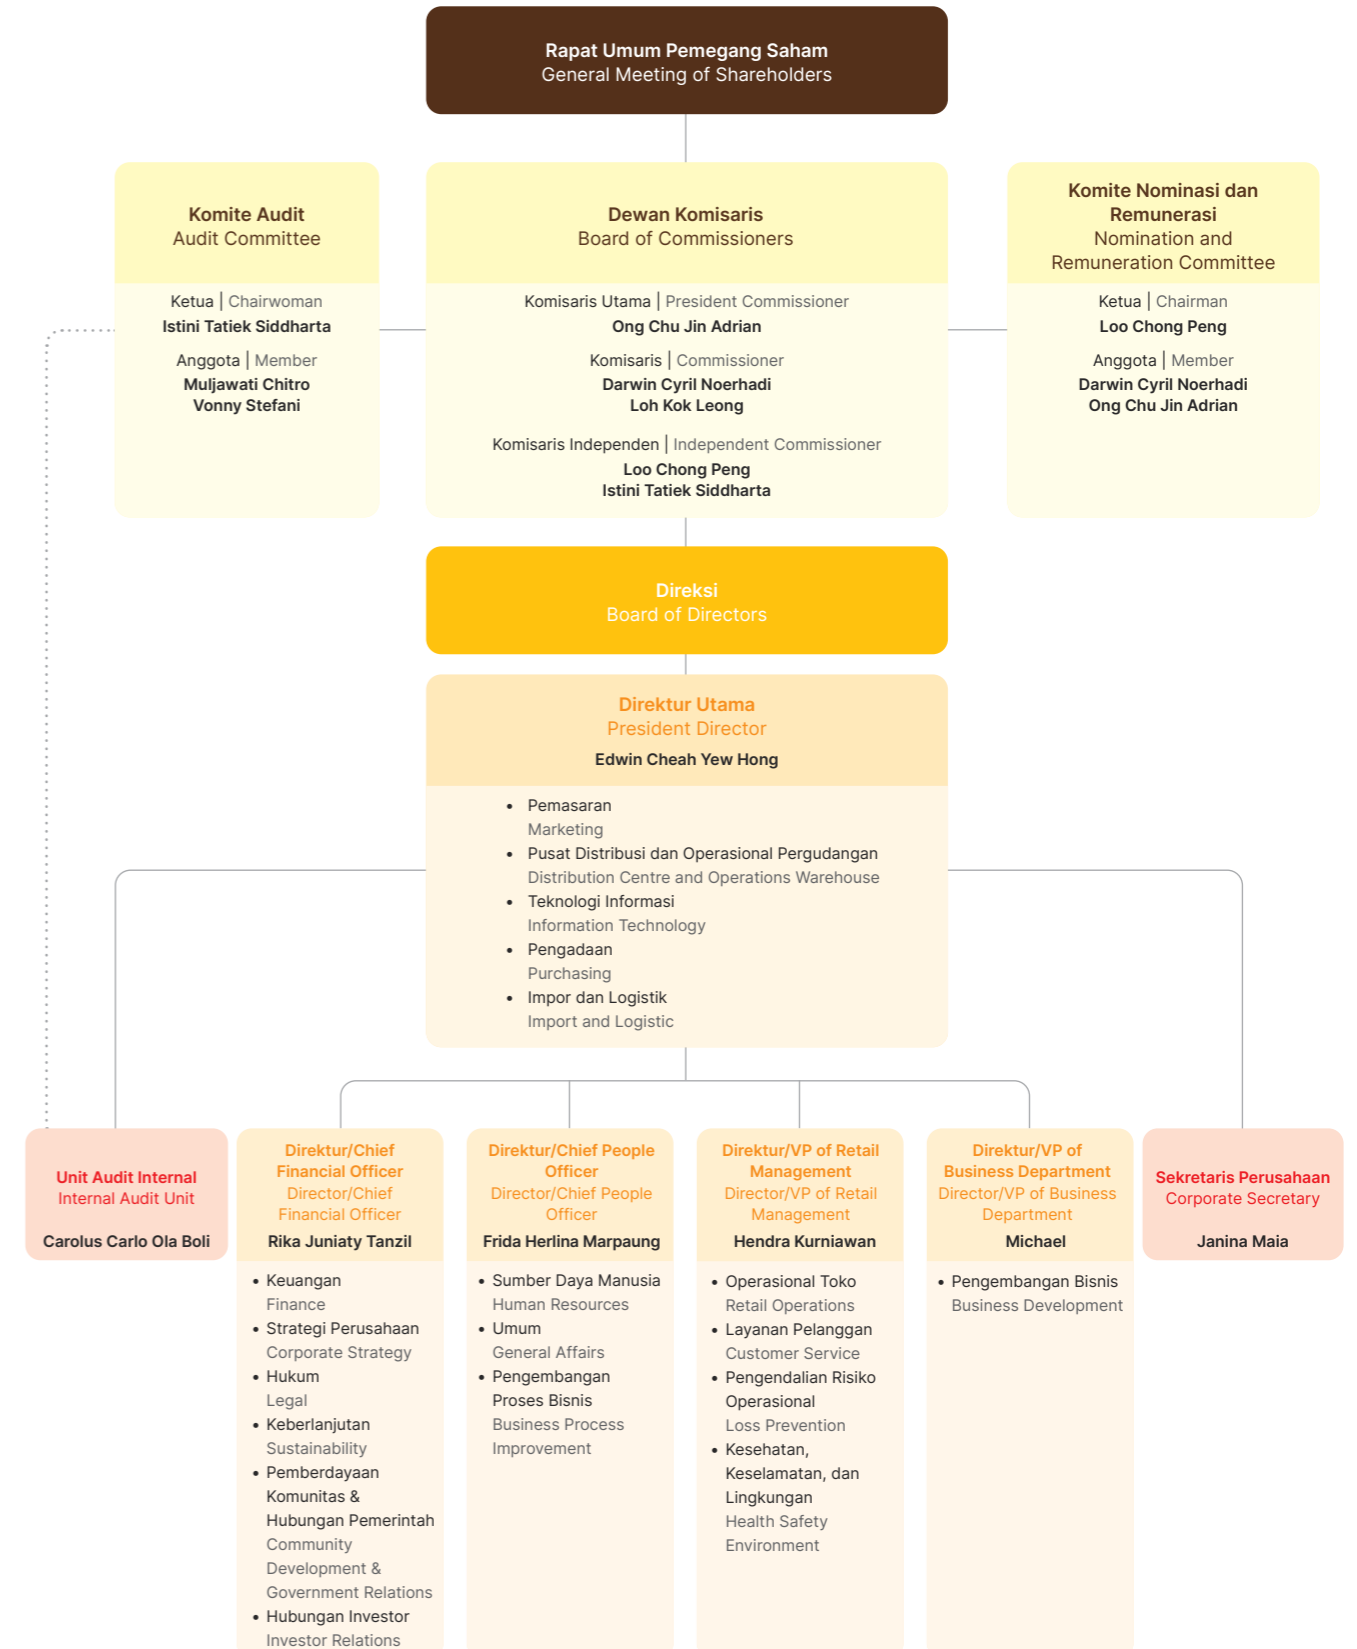 Rapat Umum Pemegang Saham
General Meeting of Shareholders
Komite Audit
Audit Committee
Ketua | Chairwoman
Istini Tatiek Siddharta
Anggota | Member
Muljawati Chitro
Vonny Stefani
Dewan Komisaris
Board of Commissioners
Komisaris Utama | President Commissioner
Ong Chu Jin Adrian
Komisaris | Commissioner
Darwin Cyril Noerhadi
Loh Kok Leong
Komisaris Independen | Independent Commissioner
Loo Chong Peng
Istini Tatiek Siddharta
Komite Nominasi dan
Remunerasi
Nomination and
Remuneration Committee
Ketua | Chairman
Loo Chong Peng
Anggota | Member
Darwin Cyril Noerhadi
Ong Chu Jin Adrian
Direksi
Board of Directors
Direktur Utama
President Director
Edwin Cheah Yew Hong
• Pemasaran
Marketing
• Pusat Distribusi dan Operasional Pergudangan
Distribution Centre and Operations Warehouse
• Teknologi Informasi
Information Technology
• Pengadaan
Purchasing
• Impor dan Logistik
Import and Logistic
Unit Audit Internal
Internal Audit Unit
Carolus Carlo Ola Boli
Direktur/Chief
Financial Officer
Director/Chief
Financial Officer
Rika Juniaty Tanzil
• Keuangan
Finance
• Strategi Perusahaan
Corporate Strategy
• Hukum
Legal
• Keberlanjutan
Sustainability
• Pemberdayaan
Komunitas &
Hubungan Pemerintah
Community
Development &
Government Relations
• Hubungan Investor
Investor Relations
Direktur/Chief People
Officer
Director/Chief People
Officer
Frida Herlina Marpaung
• Sumber Daya Manusia
Human Resources
• Umum
General Affairs
• Pengembangan
Proses Bisnis
Business Process
Improvement
Direktur/VP of Retail
Management
Director/VP of Retail
Management
Hendra Kurniawan
• Operasional Toko
Retail Operations
• Layanan Pelanggan
Customer Service
• Pengendalian Risiko
Operasional
Loss Prevention
• Kesehatan,
Keselamatan, dan
Lingkungan
Health Safety
Environment
Direktur/VP of
Business Department
Director/VP of Business
Department
Michael
• Pengembangan Bisnis
Business Development
Sekretaris Perusahaan
Corporate Secretary
Janina Maia